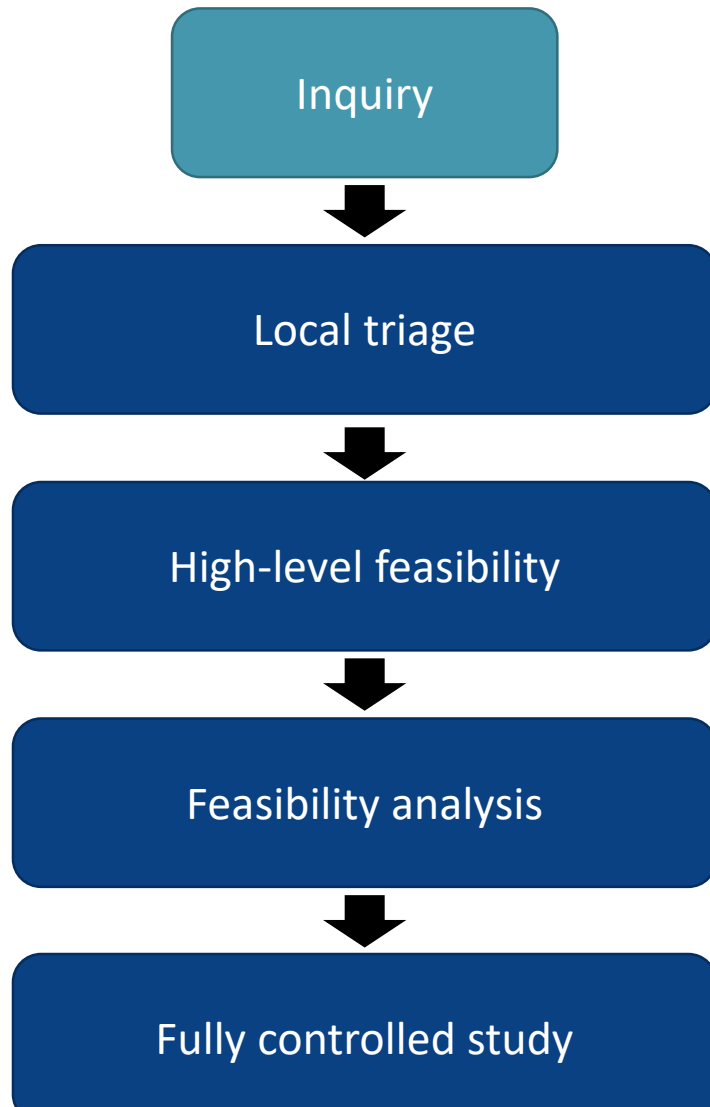 Inquiry
Local triage
High-level feasibility
Feasibility analysis
Fully controlled study